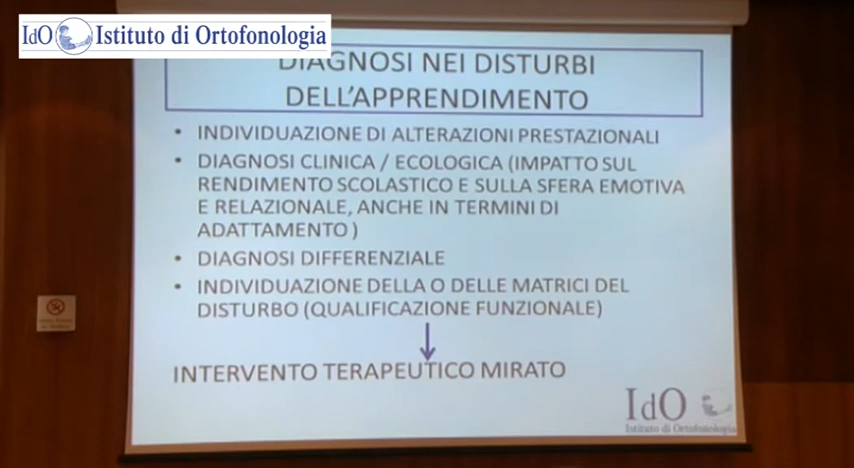 IdO Istituto di Ortofonologia
DIAGNOSI NEI DISTURBI
DELL'APPRENDIMENTO
• INDIVIDUAZIONE DI ALTERAZIONI PRESTAZIONALI
• DIAGNOSI CLINICA / ECOLOGICA (IMPATTO SUL
RENDIMENTO SCOLASTICO E SULLA SFERA EMOTIVA
E RELAZIONALE, ANCHE IN TERMINI DI
ADATTAMENTO )
• DIAGNOSI DIFFERENZIALE
• INDIVIDUAZIONE DELLA O DELLE MATRICI DEL
DISTURBO (QUALIFICAZIONE FUNZIONALE)
INTERVENTO TERAPEUTICO MIRATO
IdO
Istituto di Ortofonologia